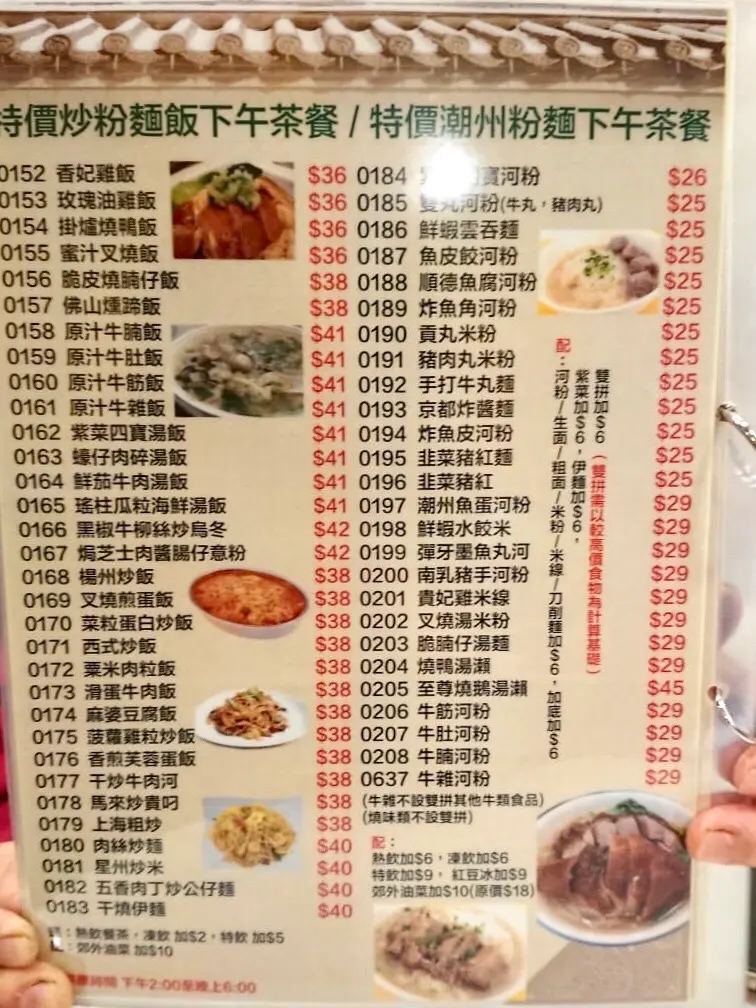 特價炒粉麵飯下午茶餐 / 特價潮州粉麵下午茶餐
0152 香妃雞飯 $36
0153 玫瑰油雞飯 $36
0154 掛爐燒鴨飯 $36
0155 蜜汁叉燒飯 $36
0156 脆皮燒腩仔飯 $38
0157 佛山燻蹄飯 $38
0158 原汁牛腩飯 $41
0159 原汁牛肚飯 $41
0160 原汁牛筋飯 $41
0161 原汁牛雜飯 $41
0162 紫菜四寶湯飯 $41
0163 蠔仔肉碎湯飯 $41
0164 鮮茄牛肉湯飯 $41
0165 瑤柱瓜粒海鮮湯飯 $41
0166 黑椒牛柳絲炒烏冬 $42
0167 焗芝士肉醬腸仔意粉 $42
0168 楊州炒飯 $38
0169 叉燒煎蛋飯 $38
0170 菜粒蛋白炒飯 $38
0171 西式炒飯 $38
0172 粟米肉粒飯 $38
0173 滑蛋牛肉飯 $38
0174 麻婆豆腐飯 $38
0175 菠蘿雞粒炒飯 $38
0176 香煎芙蓉蛋飯 $38
0177 干炒牛肉河 $38
0178 馬來炒貴叼 $38
0179 上海粗炒 $38
0180 肉絲炒麵 $40
0181 星州炒米 $40
0182 五香肉丁炒公仔麵 $40
0183 干燒伊麵 $40
：熱飲餐茶，凍飲 加$2，特飲 加$5
：郊外油菜 加$10
時間 下午2:00至晚上6:00
0184 寶河粉 $26
0185 雙丸河粉(牛丸，豬肉丸) $25
0186 鮮蝦雲吞麵 $25
0187 魚皮餃河粉 $25
0188 順德魚腐河粉 $25
0189 炸魚角河粉 $25
0190 貢丸米粉 $25
0191 豬肉丸米粉 $25
0192 手打牛丸麵 $25
0193 京都炸醬麵 $25
0194 炸魚皮河粉 $25
0195 韭菜豬紅麵 $25
0196 韭菜豬紅 $25
0197 潮州魚蛋河粉 $29
0198 鮮蝦水餃米 $29
0199 彈牙墨魚丸河 $29
0200 南乳豬手河粉 $29
0201 貴妃雞米線 $29
0202 叉燒湯米粉 $29
0203 脆腩仔湯麵 $29
0204 燒鴨湯瀨 $29
0205 至尊燒鵝湯瀨 $45
0206 牛筋河粉 $29
0207 牛肚河粉 $29
0208 牛腩河粉 $29
0637 牛雜河粉 $29
(牛雜不設雙拼其他牛類食品)
(燒味類不設雙拼)
配：
熱飲加$6，凍飲加$6
特飲加$9， 紅豆冰加$9
郊外油菜加$10(原價$18)
雙拼加$6 （雙拼需以較高價食物為計算基礎）
紫菜加$6，伊麵加$6，
配：河粉/生面/粗面/米粉/米線/刀削麵加$6，加底加$6